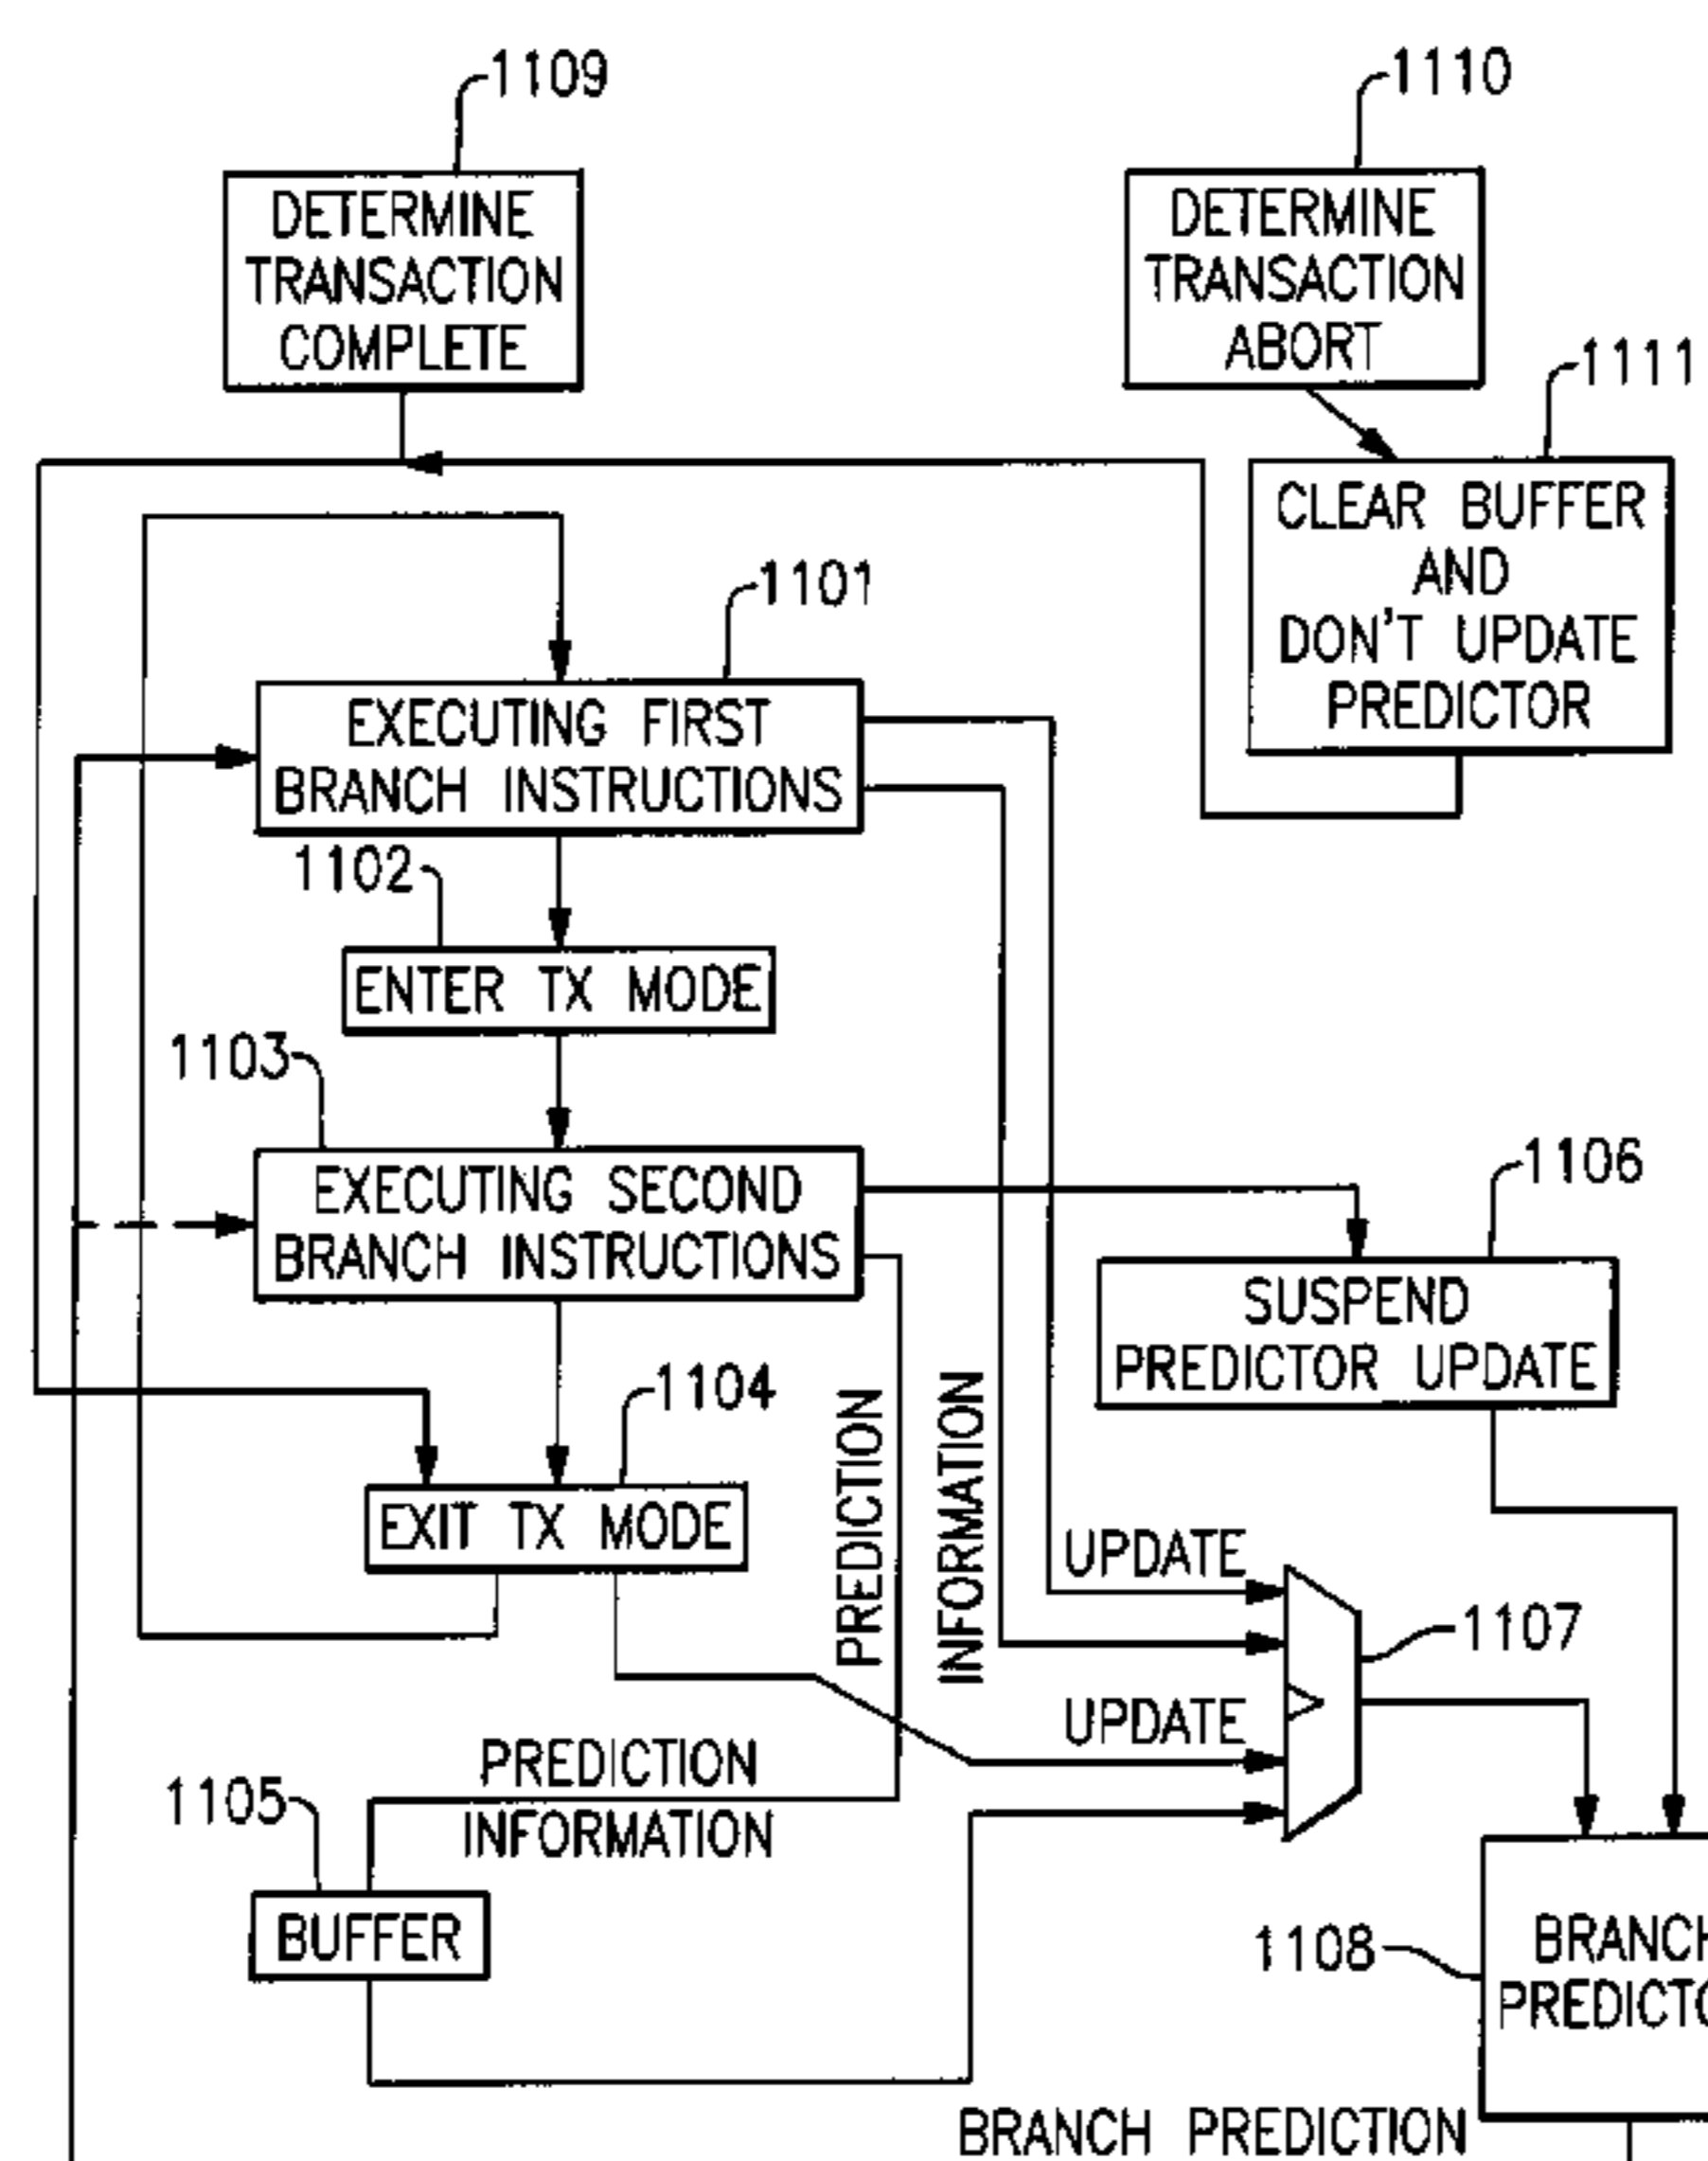 1109
1110
DETERMINE
TRANSACTION
COMPLETE
DETERMINE
TRANSACTION
ABORT
1111
CLEAR BUFFER
AND
DON'T UPDATE
PREDICTOR
1101
EXECUTING FIRST
BRANCH INSTRUCTIONS
1102
ENTER TX MODE
1103
EXECUTING SECOND
BRANCH INSTRUCTIONS
1106
SUSPEND
PREDICTOR UPDATE
1104
EXIT TX MODE
PREDICTION
INFORMATION
UPDATE
1107
UPDATE
PREDICTION
INFORMATION
1105
BUFFER
1108
BRANCH
PREDICTO
BRANCH PREDICTION